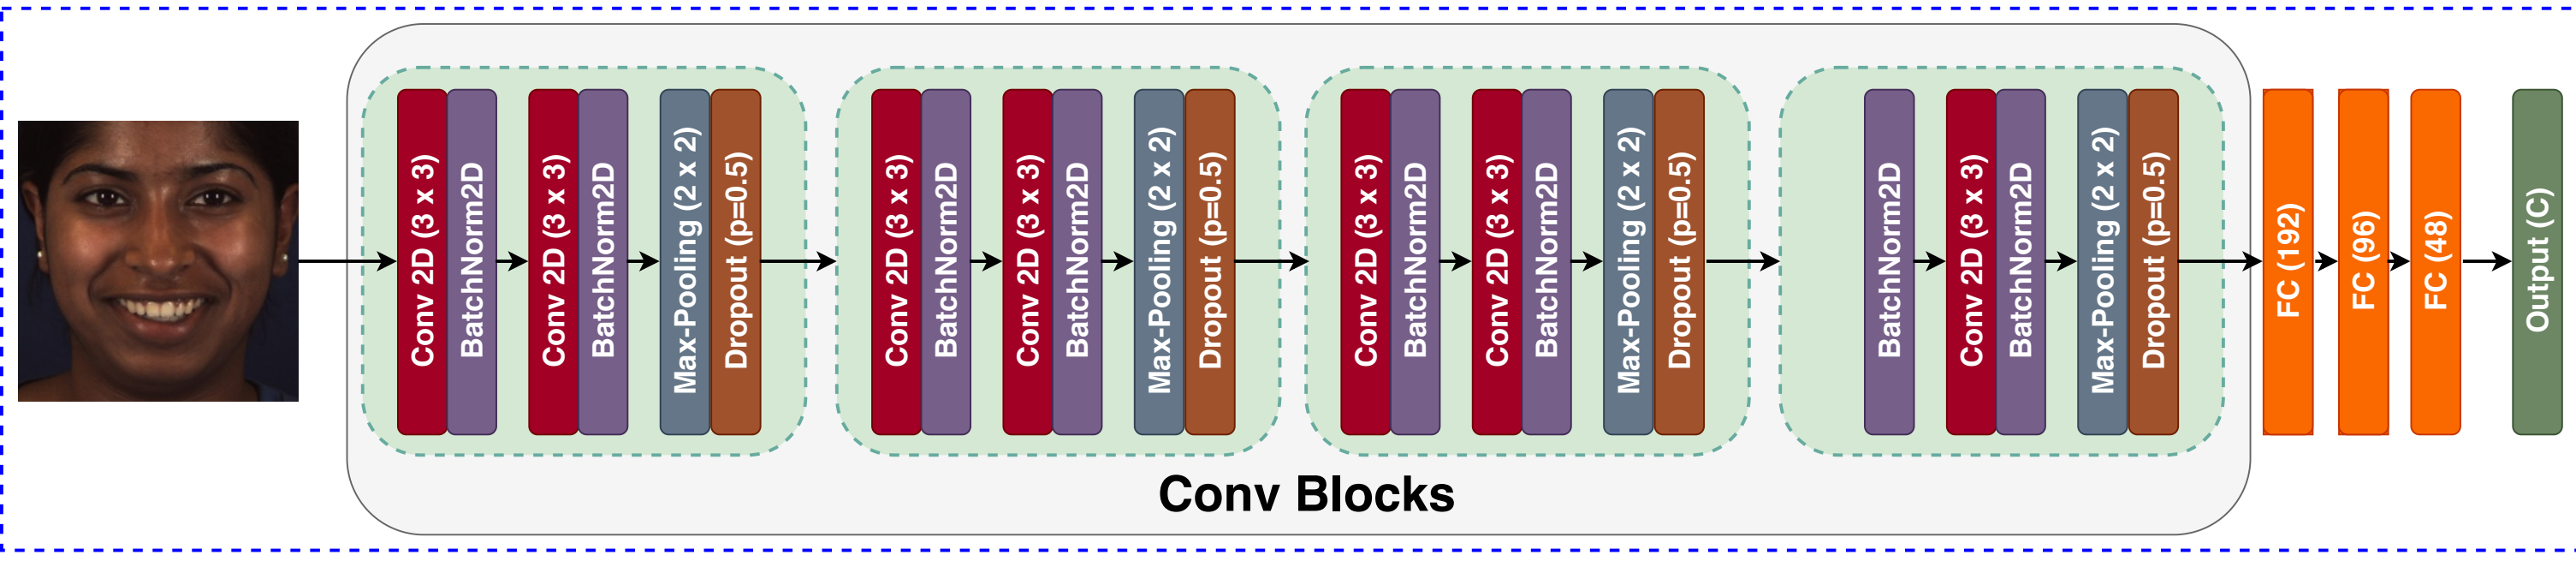 Conv 2D (3 x 3)
BatchNorm2D
Conv 2D (3 x 3)
BatchNorm2D
Max-Pooling (2 x 2)
Dropout (p=0.5)
Conv 2D (3 x 3)
BatchNorm2D
Conv 2D (3 x 3)
BatchNorm2D
Max-Pooling (2 x 2)
Dropout (p=0.5)
Conv 2D (3 x 3)
BatchNorm2D
Conv 2D (3 x 3)
BatchNorm2D
Max-Pooling (2 x 2)
Dropout (p=0.5)
BatchNorm2D
Conv 2D (3 x 3)
BatchNorm2D
Max-Pooling (2 x 2)
Dropout (p=0.5)
FC (192)
FC (96)
FC (48)
Output (C)
Conv Blocks